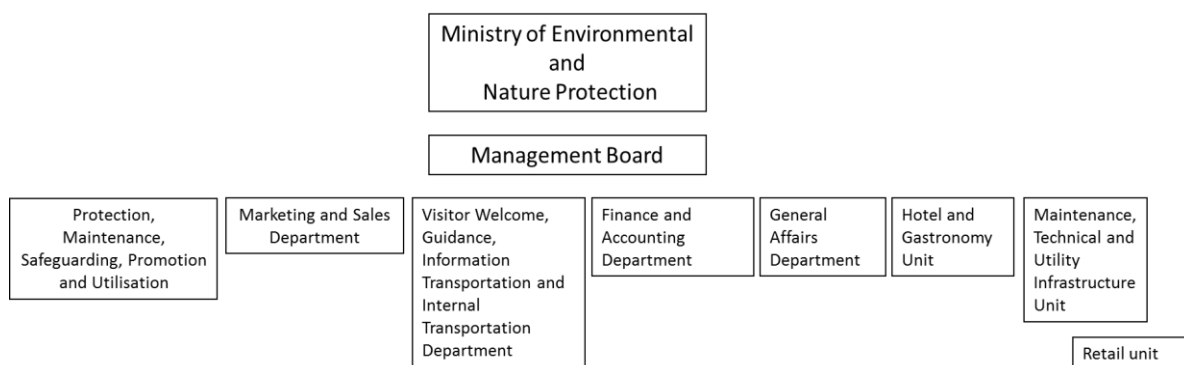 Ministry of Environmental
and
Nature Protection
Management Board
Protection,
Maintenance,
Safeguarding, Promotion
and Utilisation
Marketing and Sales
Department
Visitor Welcome,
Guidance,
Information
Transportation and
Internal
Transportation
Department
Finance and
Accounting
Department
General
Affairs
Department
Hotel and
Gastronomy
Unit
Maintenance,
Technical and
Utility
Infrastructure
Unit
Retail unit